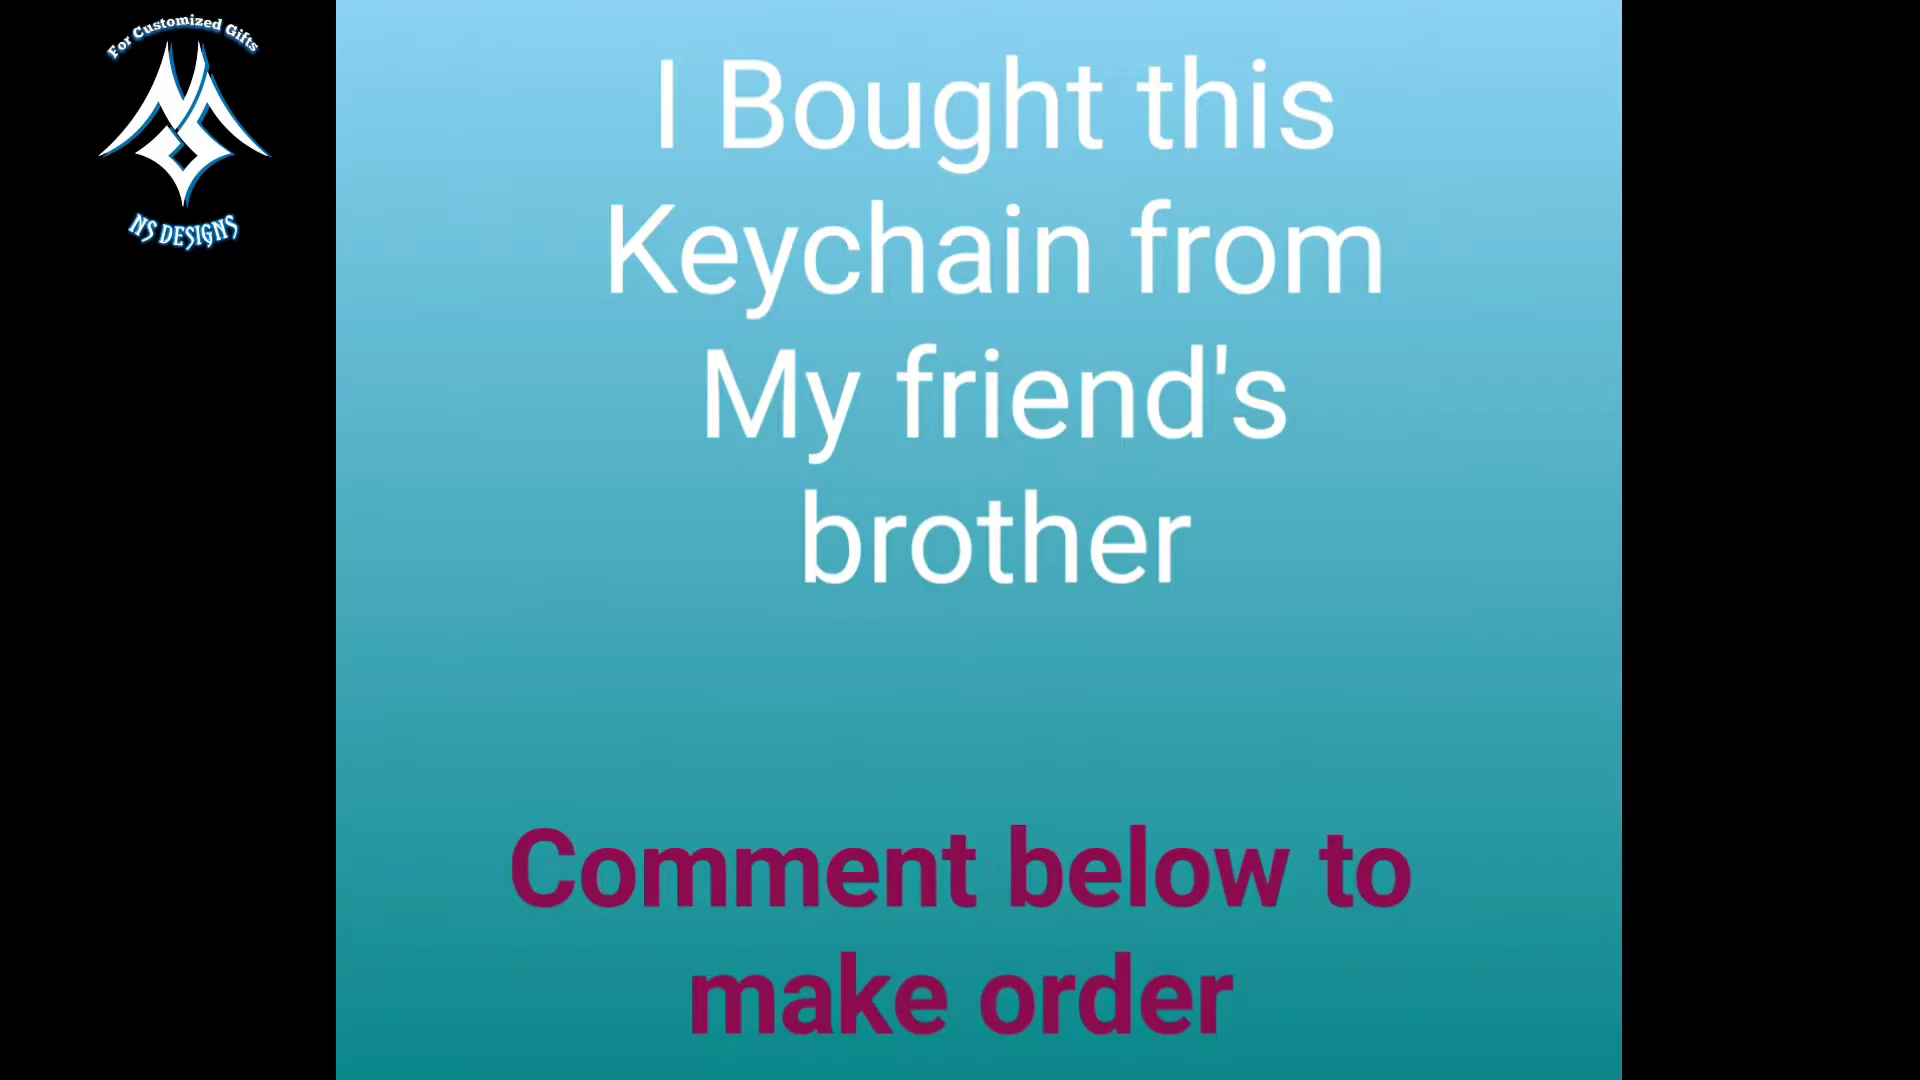 For Customized Gifts
NS DESIGNS
I Bought this
Keychain from
My friend's
brother
Comment below to
make order